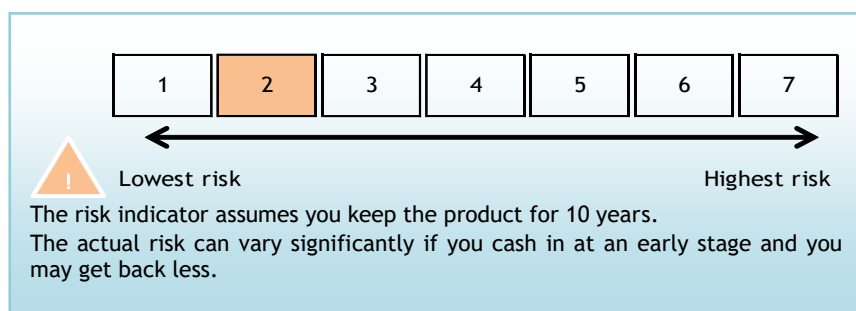 1 2 3 4 5 6 7
!
Lowest risk Highest risk
The risk indicator assumes you keep the product for 10 years.
The actual risk can vary significantly if you cash in at an early stage and you
may get back less.